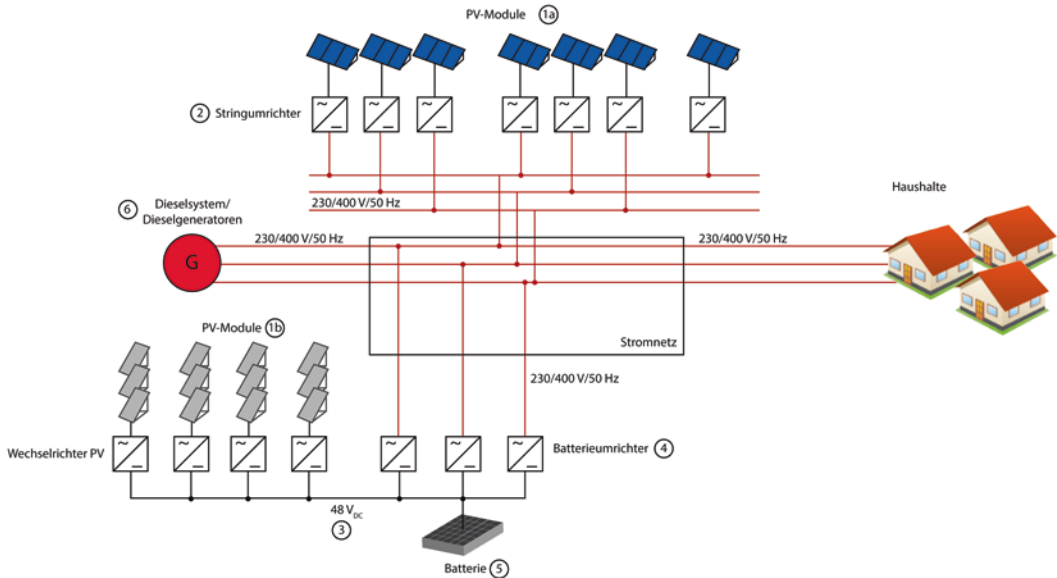 PV-Module 1a
2 Stringumrichter
230/400 V/50 Hz
Haushalte
6 Dieselsystem/
Dieselgeneratoren
230/400 V/50 Hz
230/400 V/50 Hz
G
PV-Module 1b
Stromnetz
230/400 V/50 Hz
Wechselrichter PV
Batterieumrichter 4
48 VDC
3
Batterie 5